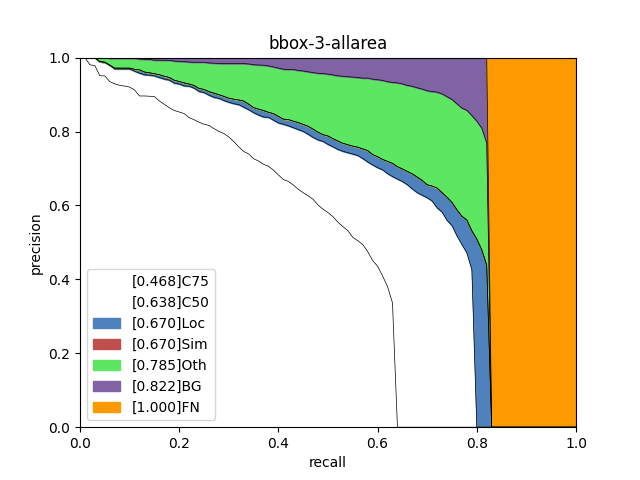 bbox-3-allarea
1.0
0.8
0.6
0.4
0.2
0.0
precision
[0.468]C75
[0.638]C50
[0.670]Loc
[0.670]Sim
[0.785]Oth
[0.822]BG
[1.000]FN
0.0 0.2 0.4 0.6 0.8 1.0
recall